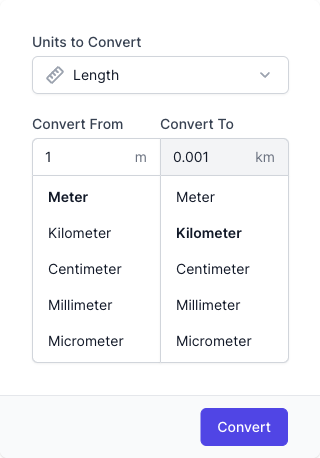 Units to Convert
Length
Convert From Convert To
1 m 0.001 km
Meter Meter
Kilometer Kilometer
Centimeter Centimeter
Millimeter Millimeter
Micrometer Micrometer
Convert